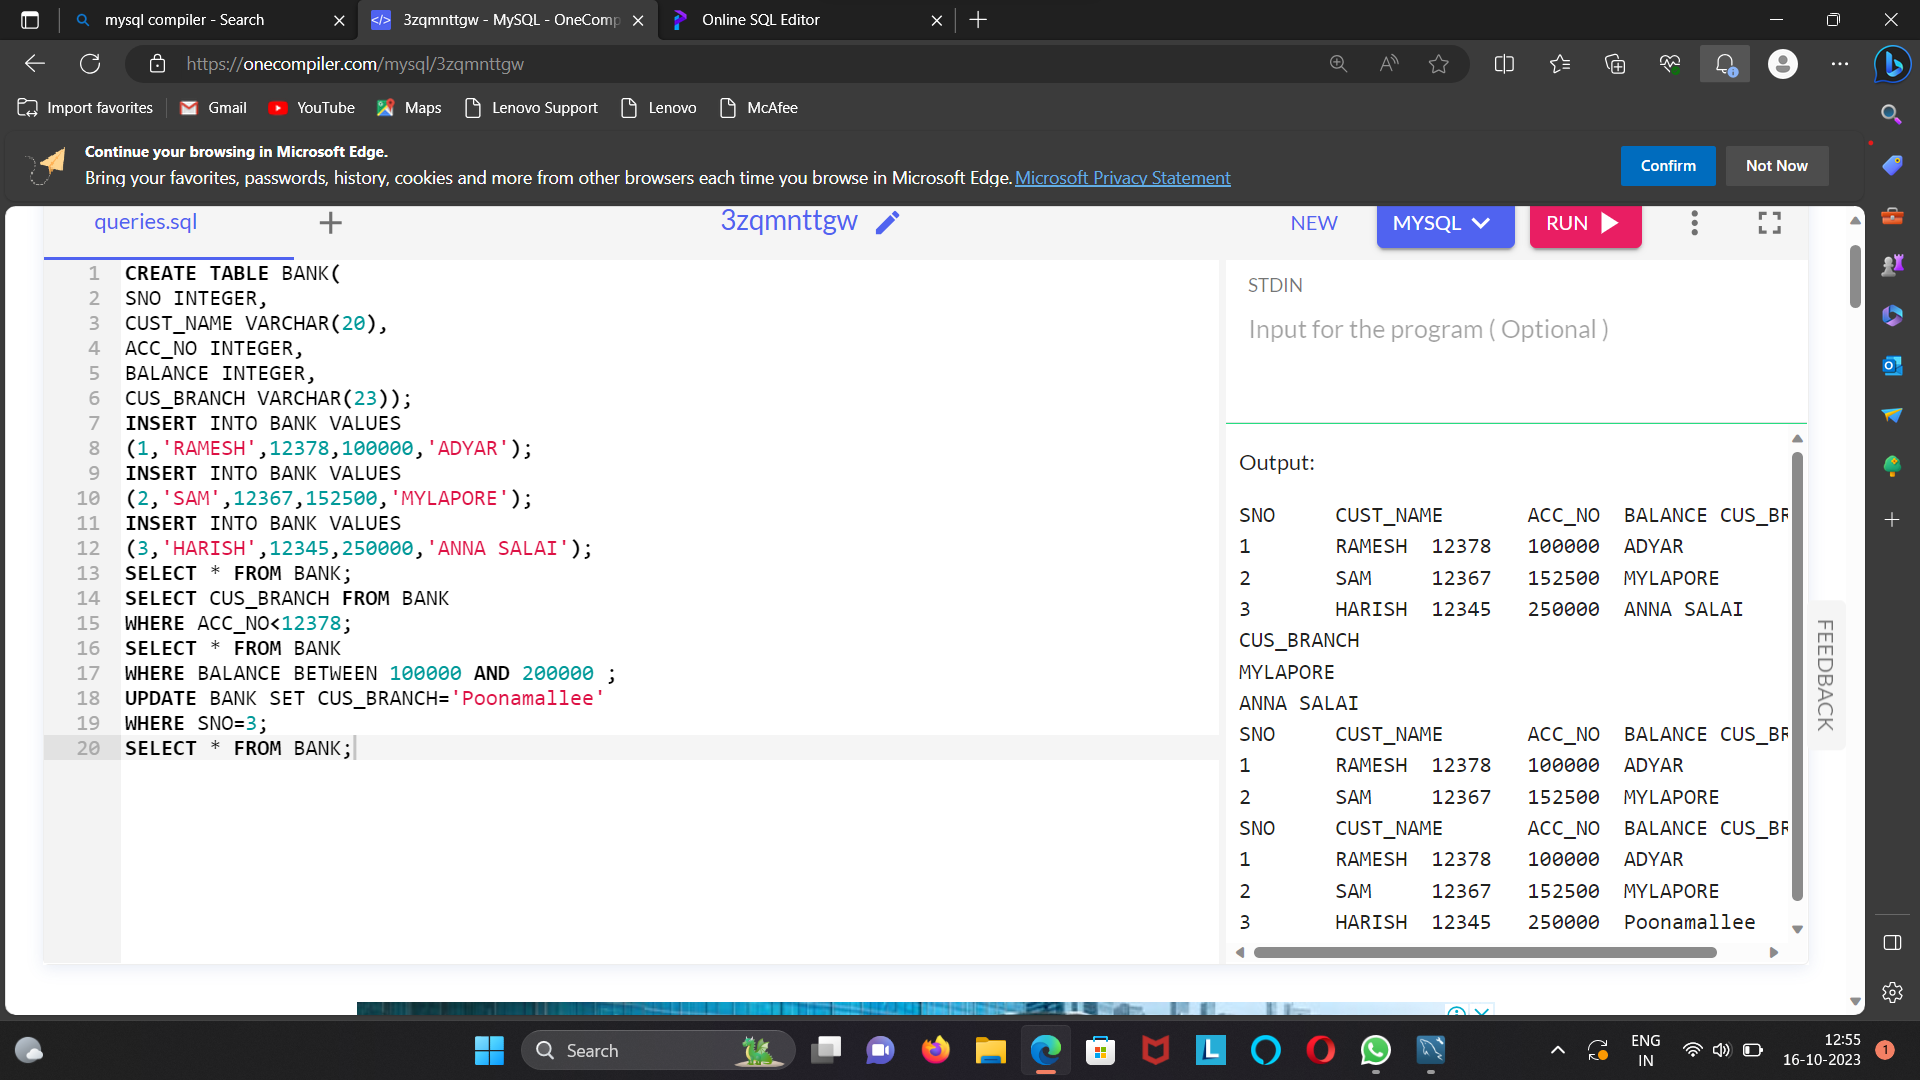 mysql compiler - Search
3zqmnttgw - MySQL - OneComp
Online SQL Editor
https://onecompiler.com/mysql/3zqmnttgw
Import favorites
Gmail
YouTube
Maps
Lenovo Support
Lenovo
McAfee
Continue your browsing in Microsoft Edge.
Bring your favorites, passwords, history, cookies and more from other browsers each time you browse in Microsoft Edge. Microsoft Privacy Statement
Confirm
Not Now
queries.sql
3zqmnttgw
NEW
MYSQL
RUN
1 CREATE TABLE BANK(
2 SNO INTEGER,
3 CUST_NAME VARCHAR(20),
4 ACC_NO INTEGER,
5 BALANCE INTEGER,
6 CUS_BRANCH VARCHAR(23));
7 INSERT INTO BANK VALUES
8 (1,'RAMESH',12378,100000,'ADYAR');
9 INSERT INTO BANK VALUES
10 (2,'SAM',12367,152500,'MYLAPORE');
11 INSERT INTO BANK VALUES
12 (3,'HARISH',12345,250000,'ANNA SALAI');
13 SELECT * FROM BANK;
14 SELECT CUS_BRANCH FROM BANK
15 WHERE ACC_NO<12378;
16 SELECT * FROM BANK
17 WHERE BALANCE BETWEEN 100000 AND 200000 ;
18 UPDATE BANK SET CUS_BRANCH='Poonamallee'
19 WHERE SNO=3;
20 SELECT * FROM BANK;
STDIN
Input for the program ( Optional )
Output:
SNO CUST_NAME ACC_NO BALANCE CUS_BR
1 RAMESH 12378 100000 ADYAR
2 SAM 12367 152500 MYLAPORE
3 HARISH 12345 250000 ANNA SALAI
CUS_BRANCH
MYLAPORE
ANNA SALAI
SNO CUST_NAME ACC_NO BALANCE CUS_BR
1 RAMESH 12378 100000 ADYAR
2 SAM 12367 152500 MYLAPORE
SNO CUST_NAME ACC_NO BALANCE CUS_BR
1 RAMESH 12378 100000 ADYAR
2 SAM 12367 152500 MYLAPORE
3 HARISH 12345 250000 Poonamallee
FEEDBACK
Search
ENG
IN
12:55
16-10-2023
1